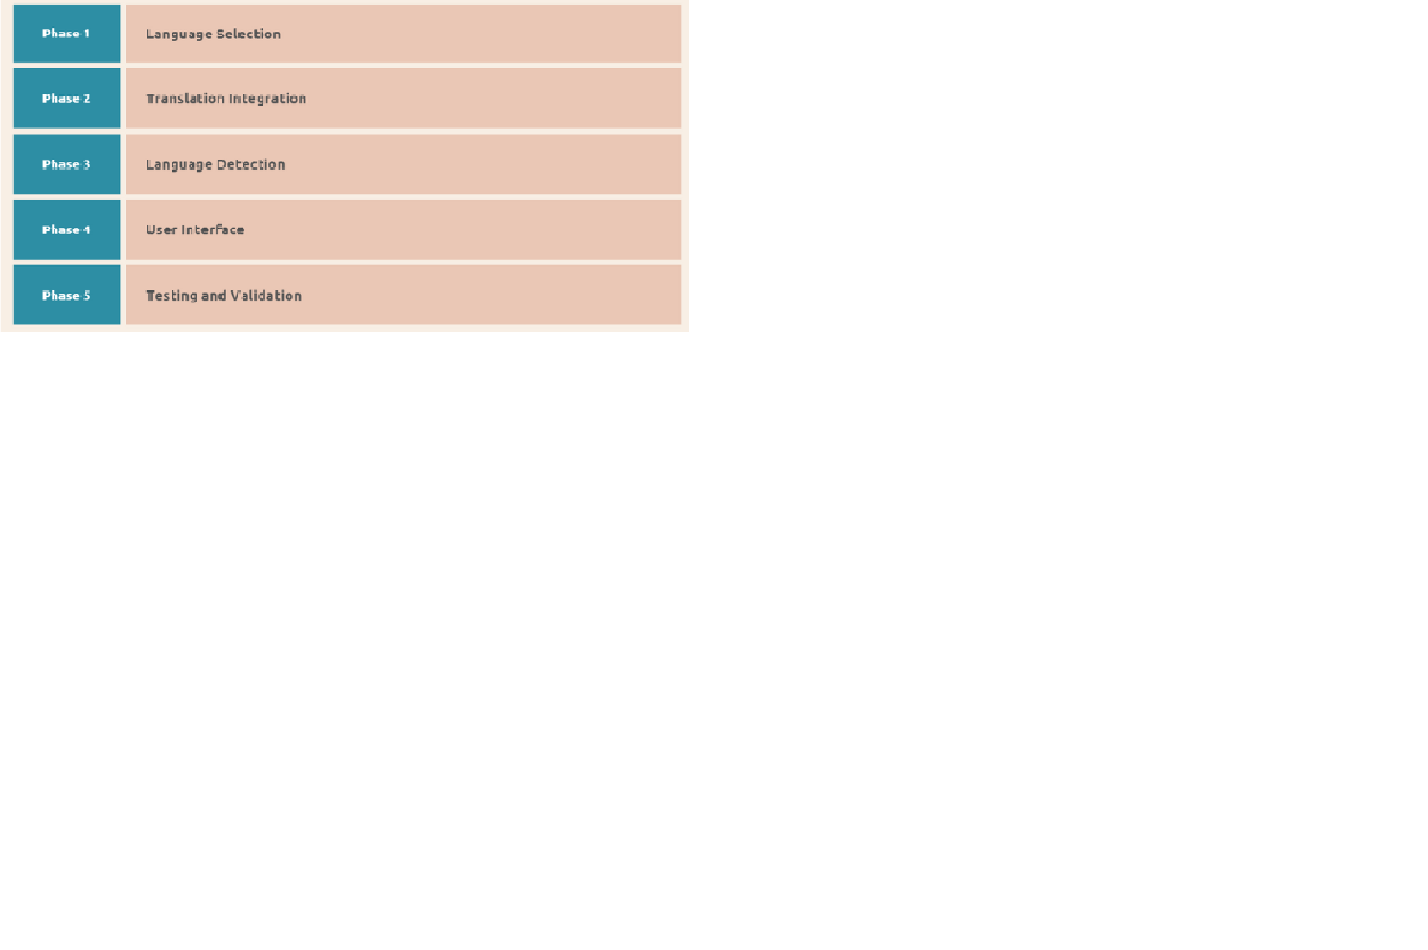 Phase 1 Language Selection
Phase 2 Translation Integration
Phase 3 Language Detection
Phase 4 User Interface
Phase 5 Testing and Validation